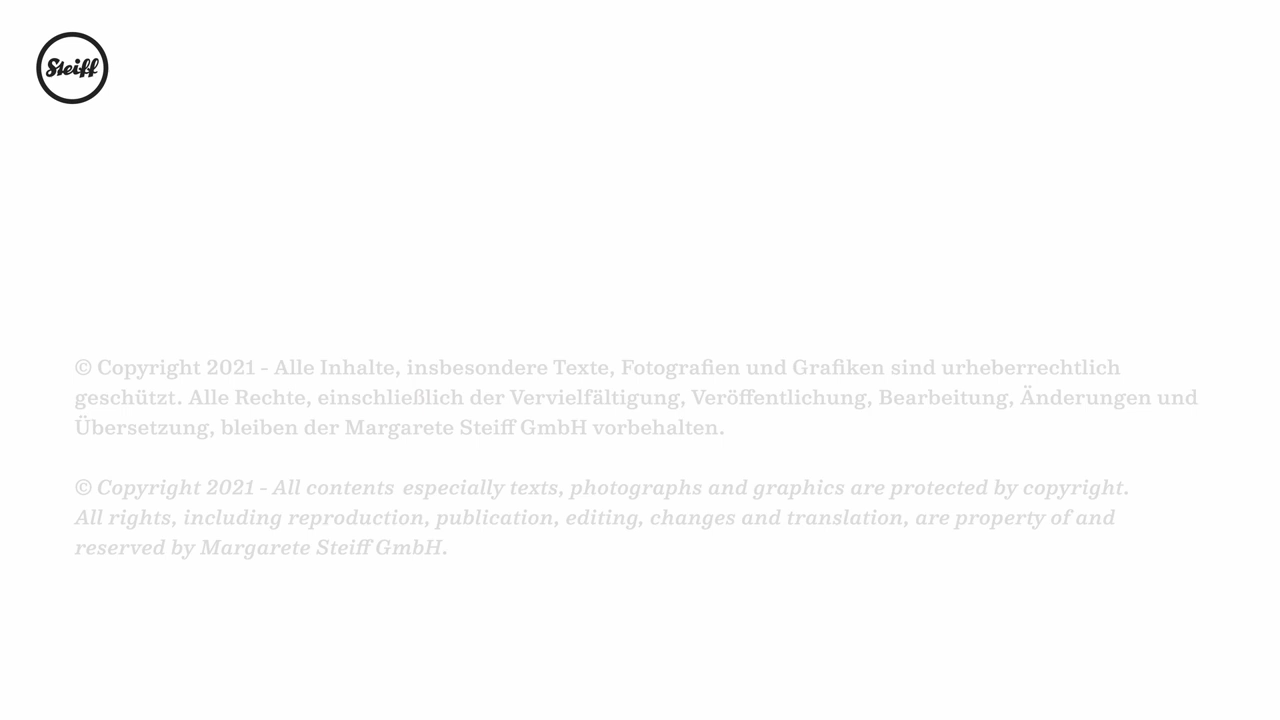 Steiff
© Copyright 2021 - Alle Inhalte, insbesondere Texte, Fotografien und Grafiken sind urheberrechtlich
geschützt. Alle Rechte, einschließlich der Vervielfältigung, Veröffentlichung, Bearbeitung, Änderungen und
Übersetzung, bleiben der Margarete Steiff GmbH vorbehalten.
© Copyright 2021 - All contents especially texts, photographs and graphics are protected by copyright.
All rights, including reproduction, publication, editing, changes and translation, are property of and
reserved by Margarete Steiff GmbH.